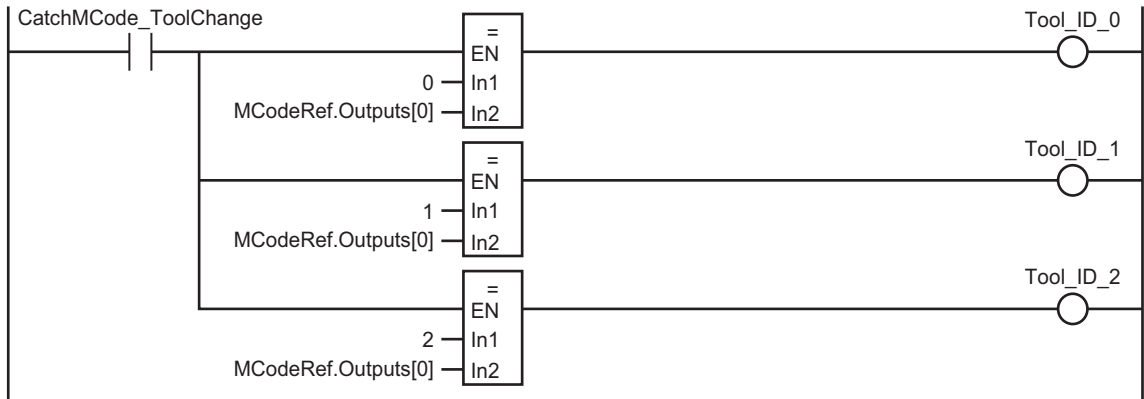 CatchMCode_ToolChange
Tool_ID_0
=
EN
0 In1
MCodeRef.Outputs[0] In2
Tool_ID_1
=
EN
1 In1
MCodeRef.Outputs[0] In2
Tool_ID_2
=
EN
2 In1
MCodeRef.Outputs[0] In2